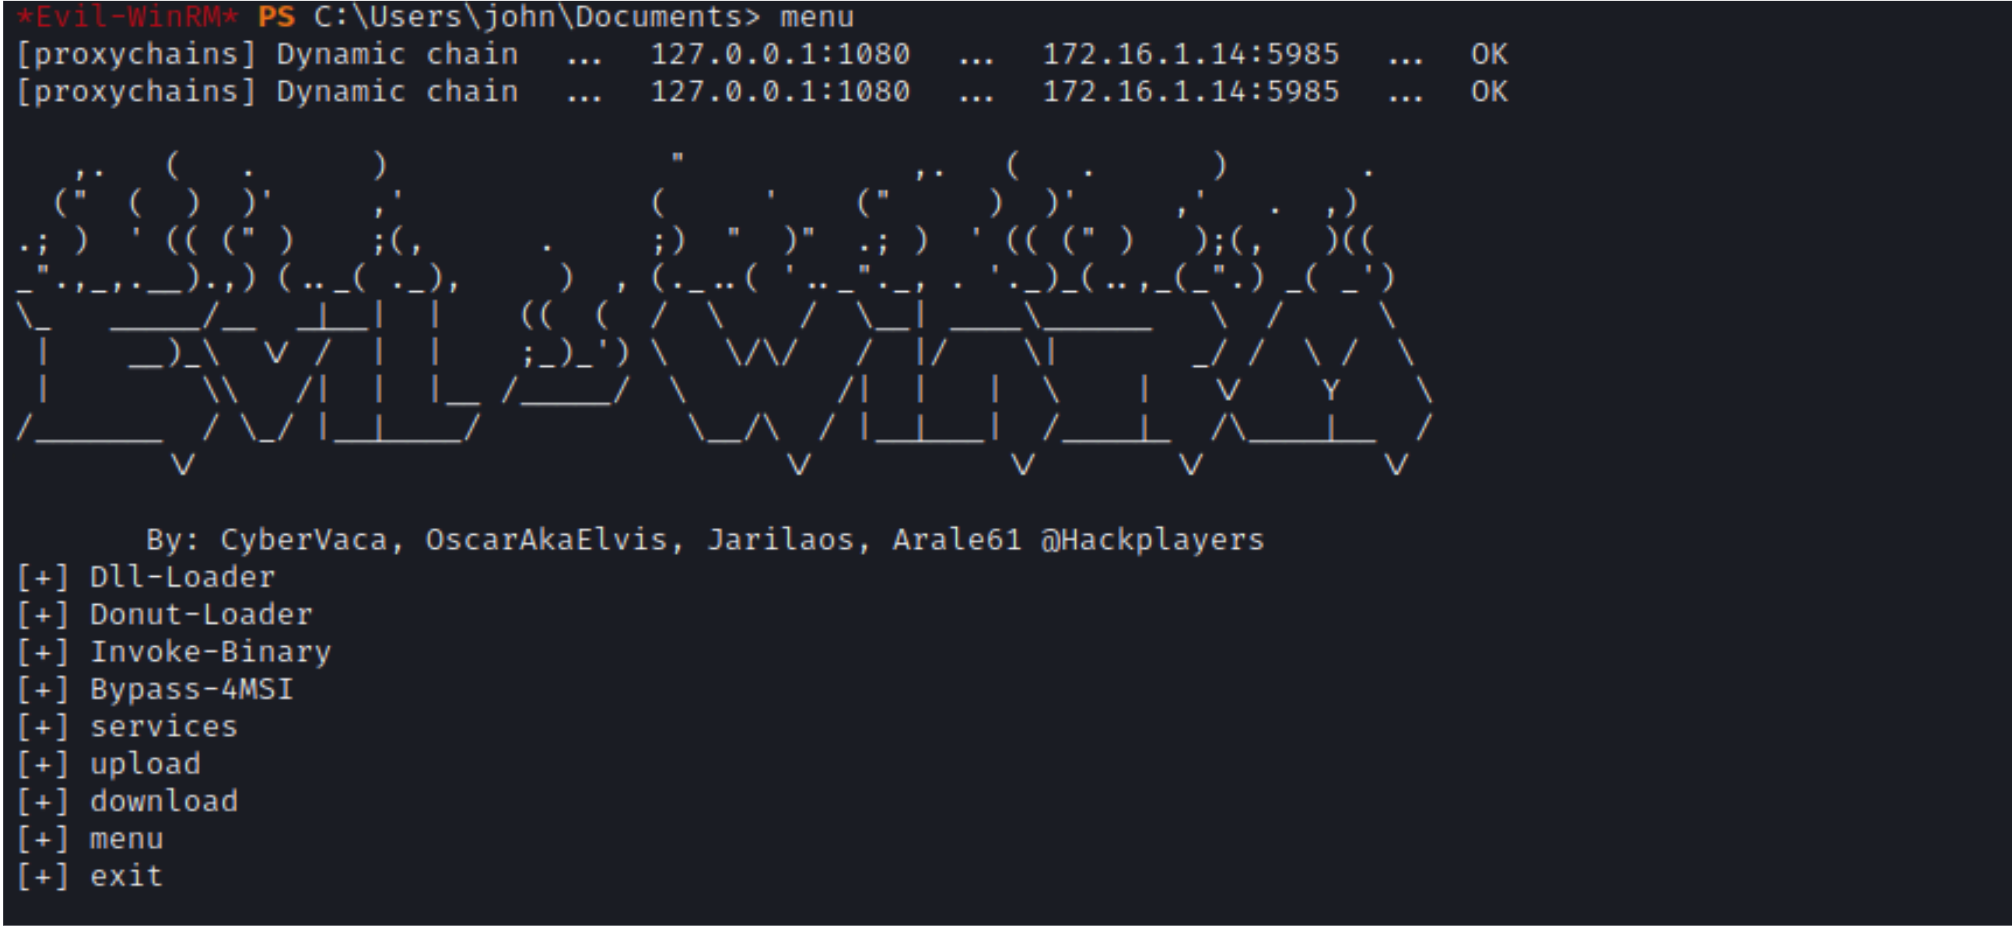 *Evil-WinRM* PS C:\Users\john\Documents> menu
[proxychains] Dynamic chain  ...  127.0.0.1:1080  ...  172.16.1.14:5985  ...  OK
[proxychains] Dynamic chain  ...  127.0.0.1:1080  ...  172.16.1.14:5985  ...  OK
By: CyberVaca, OscarAkaElvis, Jarilaos, Arale61 @Hackplayers
[+] Dll-Loader
[+] Donut-Loader
[+] Invoke-Binary
[+] Bypass-4MSI
[+] services
[+] upload
[+] download
[+] menu
[+] exit